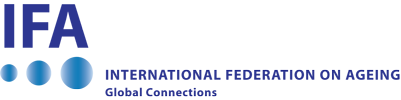 IFA
INTERNATIONAL FEDERATION ON AGEING
Global Connections